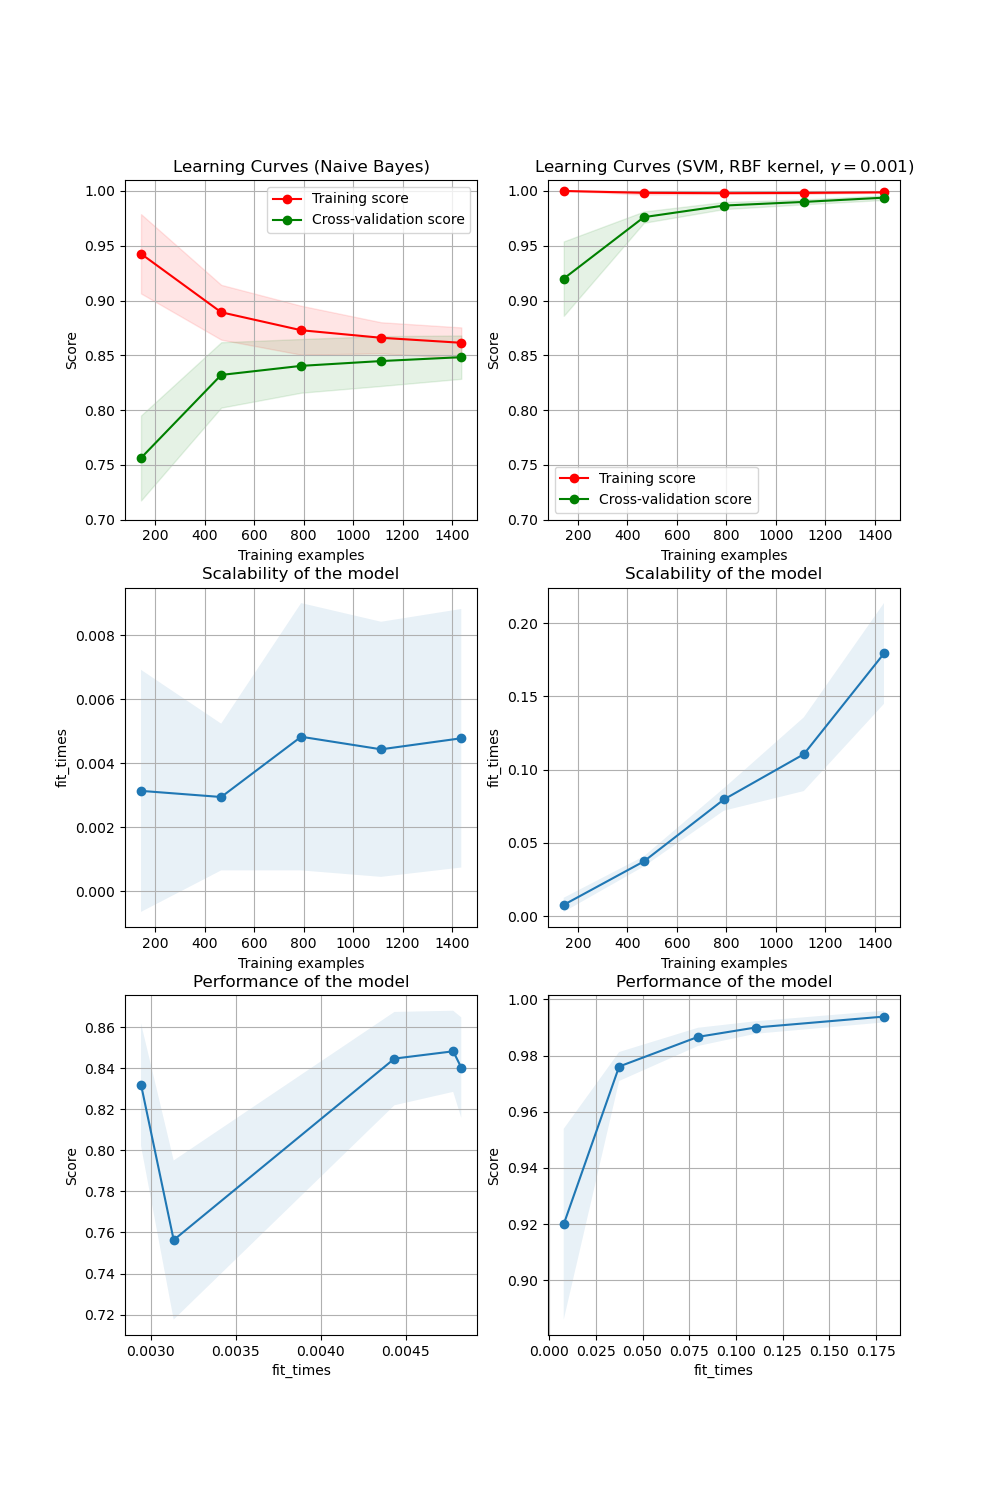 Learning Curves (Naive Bayes)
1.00
0.95
0.90
0.85
0.80
0.75
0.70
Score
Training score
Cross-validation score
200 400 600 800 1000 1200 1400
Training examples
Learning Curves (SVM, RBF kernel, γ = 0.001)
1.00
0.95
0.90
0.85
0.80
0.75
0.70
Score
Training score
Cross-validation score
200 400 600 800 1000 1200 1400
Training examples
Scalability of the model
0.008
0.006
0.004
0.002
0.000
fit_times
200 400 600 800 1000 1200 1400
Training examples
Scalability of the model
0.20
0.15
0.10
0.05
0.00
fit_times
200 400 600 800 1000 1200 1400
Training examples
Performance of the model
0.86
0.84
0.82
0.80
0.78
0.76
0.74
0.72
Score
0.0030 0.0035 0.0040 0.0045
fit_times
Performance of the model
1.00
0.98
0.96
0.94
0.92
0.90
Score
0.000 0.025 0.050 0.075 0.100 0.125 0.150 0.175
fit_times